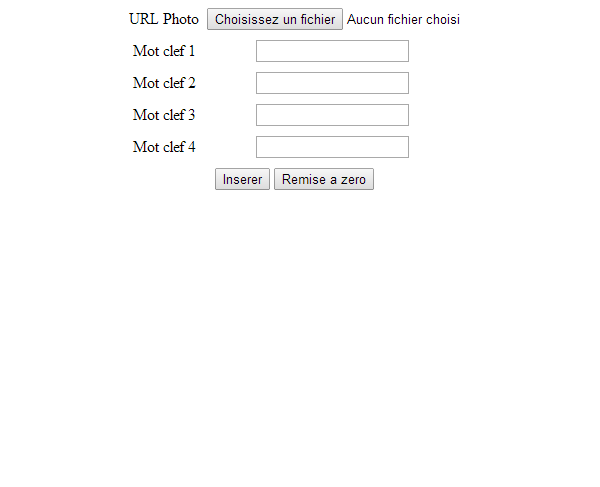 URL Photo Choisissez un fichier Aucun fichier choisi
Mot clef 1
Mot clef 2
Mot clef 3
Mot clef 4
Inserer Remise a zero